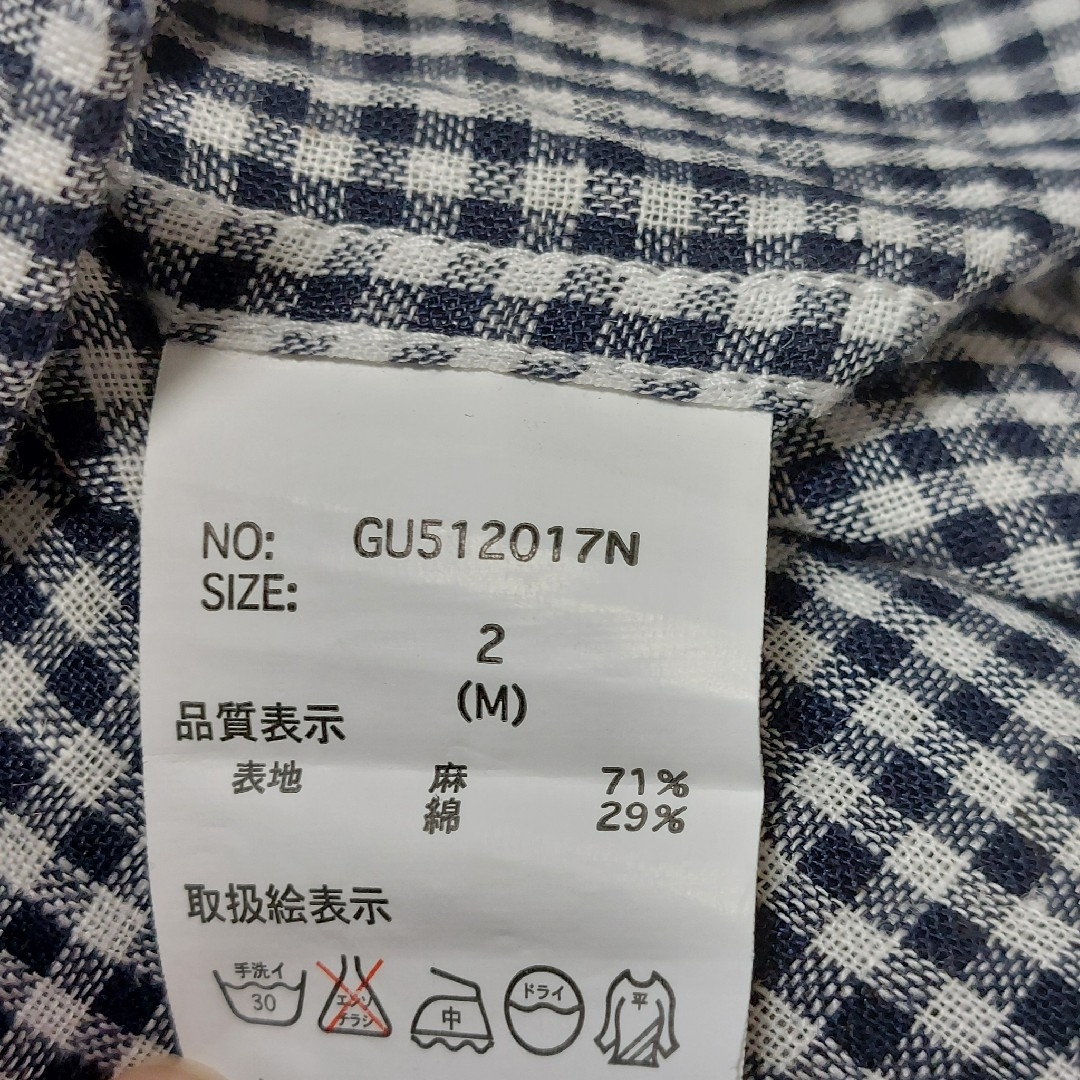 NO: GU512017N
SIZE:
2
(M)
品質表示
表地 麻 71%
綿 29%
取扱絵表示
手洗イ 30
エンソ チラシ
中
ドライ
平